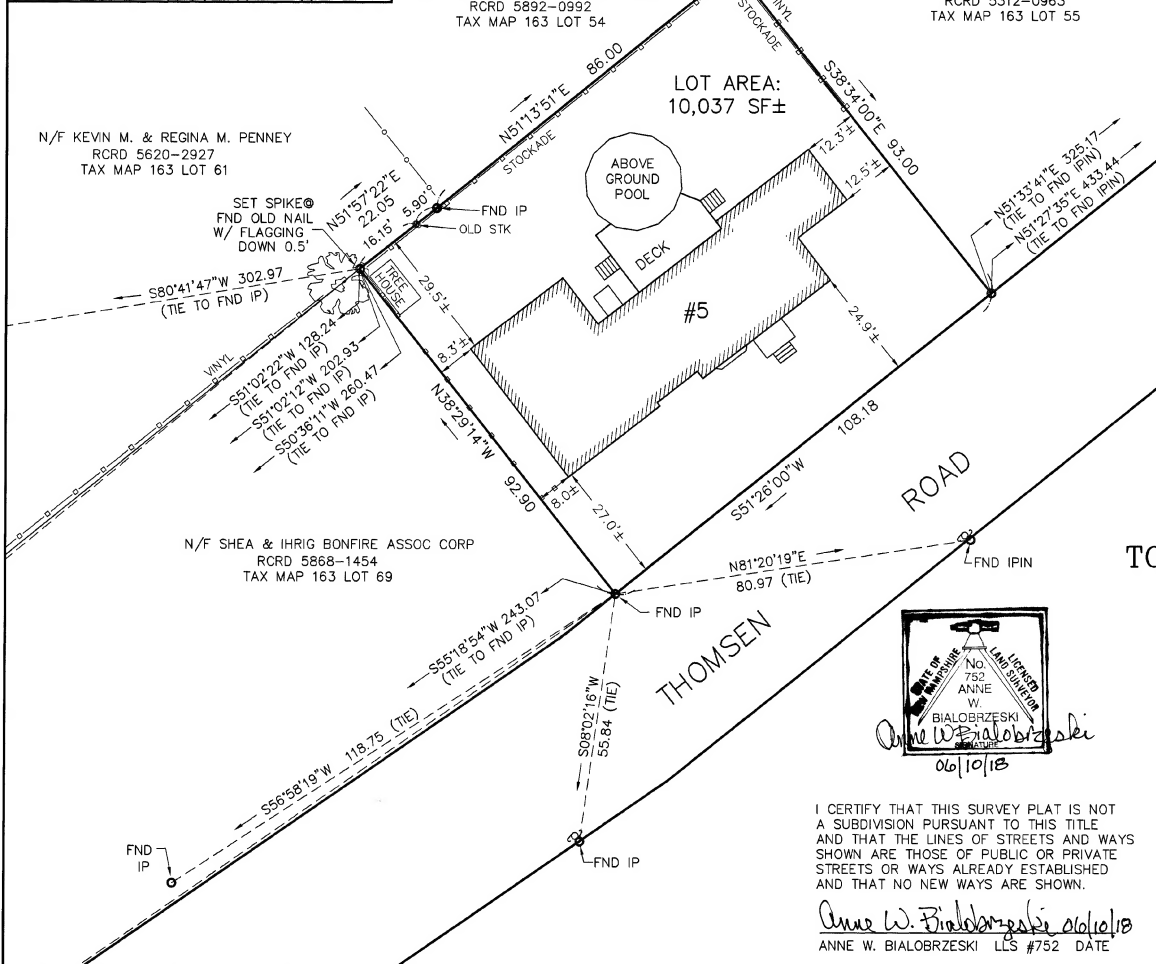 RCRD 5892-0992
TAX MAP 163 LOT 54
RCRD 5312-0963
TAX MAP 163 LOT 55
VINYL
STOCKADE
S38°34'00"E 93.00
N51°13'51"E 86.00
STOCKADE
LOT AREA:
10,037 SF±
N/F KEVIN M. & REGINA M. PENNEY
RCRD 5620-2927
TAX MAP 163 LOT 61
12.3'±
12.5'±
N51°33'41"E 325.17
(TIE TO FND IPIN)
N51°27'35"E 433.44
(TIE TO FND IPIN)
ABOVE
GROUND
POOL
SET SPIKE@
FND OLD NAIL
W/ FLAGGING
DOWN 0.5'
N51°57'22"E
22.05
16.15'
5.90'
FND IP
OLD STK
DECK
TREE
HOUSE
29.5'±
S80°41'47"W 302.97
(TIE TO FND IP)
#5
24.9'±
8.3'±
VINYL
S51°02'22"W 128.24
(TIE TO FND IP)
S51°02'12"W 202.93
(TIE TO FND IP)
S50°36'11"W 260.47
(TIE TO FND IP)
N38°29'14"W
92.90
108.18
S51°26'00"W
8.0±
27.0'±
ROAD
N/F SHEA & IHRIG BONFIRE ASSOC CORP
RCRD 5868-1454
TAX MAP 163 LOT 69
N81°20'19"E
80.97 (TIE)
FND IPIN
TO
FND IP
S55°18'54"W 243.07
(TIE TO FND IP)
THOMSEN
S08°02'16"W
55.84 (TIE)
S56°58'19"W 118.75 (TIE)
FND
IP
FND IP
STATE OF
NEW HAMPSHIRE
LICENSED
LAND SURVEYOR
No.
752
ANNE
W.
BIALOBRZESKI
SIGNATURE
Anne W Bialobrzeski
06/10/18
I CERTIFY THAT THIS SURVEY PLAT IS NOT
A SUBDIVISION PURSUANT TO THIS TITLE
AND THAT THE LINES OF STREETS AND WAYS
SHOWN ARE THOSE OF PUBLIC OR PRIVATE
STREETS OR WAYS ALREADY ESTABLISHED
AND THAT NO NEW WAYS ARE SHOWN.
Anne W. Bialobrzeski 06/10/18
ANNE W. BIALOBRZESKI LLS #752 DATE